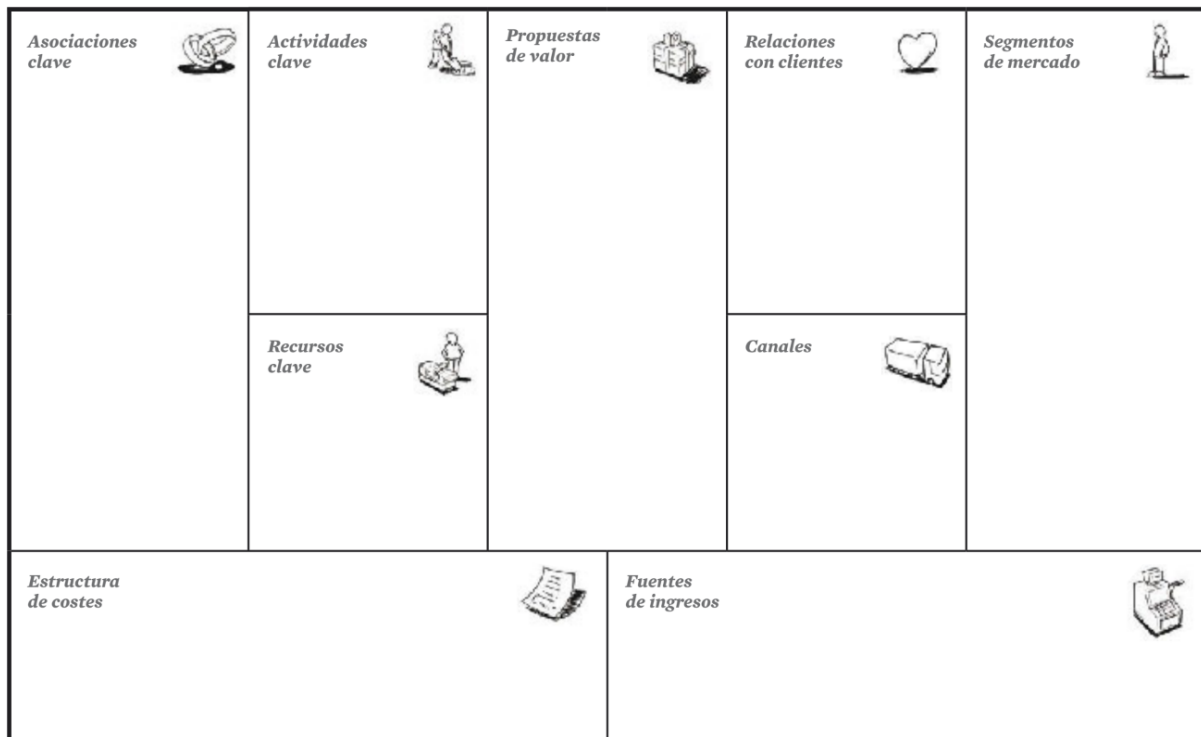 Asociaciones
clave
Actividades
clave
Propuestas
de valor
Relaciones
con clientes
Segmentos
de mercado
Recursos
clave
Canales
Estructura
de costes
Fuentes
de ingresos